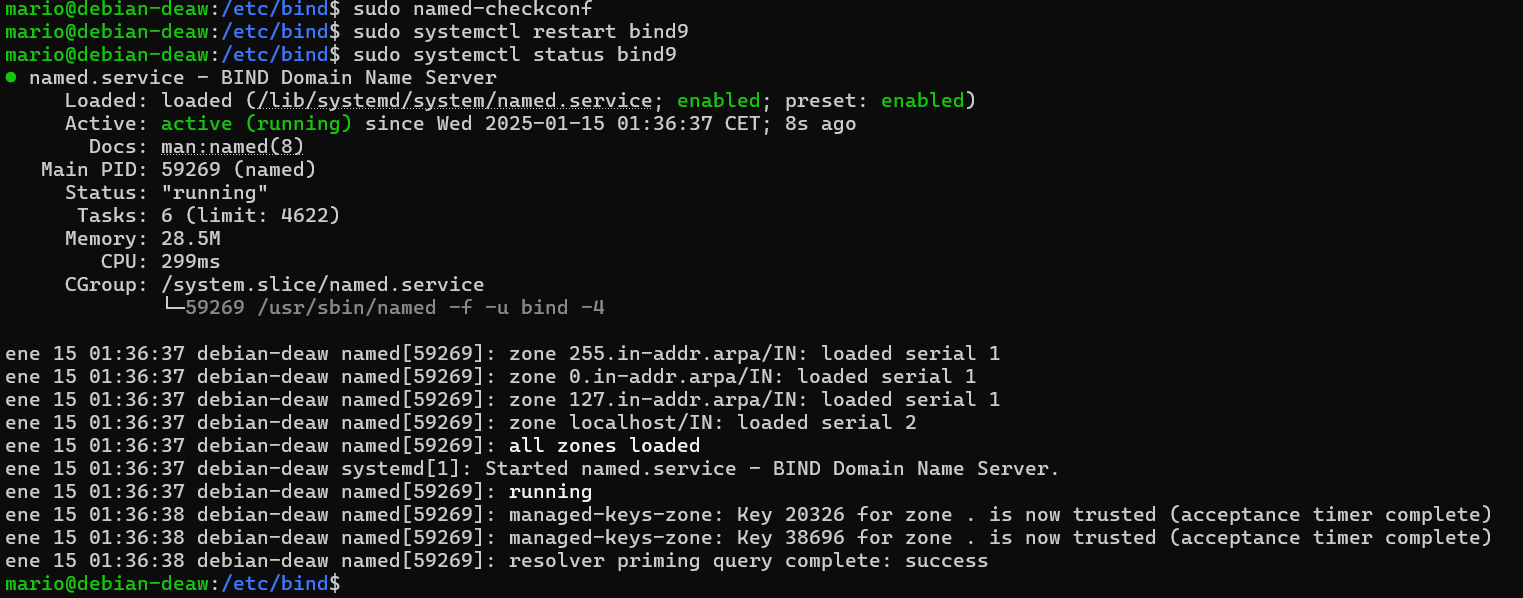 mario@debian-deaw:/etc/bind$ sudo named-checkconf
mario@debian-deaw:/etc/bind$ sudo systemctl restart bind9
mario@debian-deaw:/etc/bind$ sudo systemctl status bind9
● named.service - BIND Domain Name Server
     Loaded: loaded (/lib/systemd/system/named.service; enabled; preset: enabled)
     Active: active (running) since Wed 2025-01-15 01:36:37 CET; 8s ago
       Docs: man:named(8)
   Main PID: 59269 (named)
     Status: "running"
      Tasks: 6 (limit: 4622)
     Memory: 28.5M
        CPU: 299ms
     CGroup: /system.slice/named.service
             └─59269 /usr/sbin/named -f -u bind -4
ene 15 01:36:37 debian-deaw named[59269]: zone 255.in-addr.arpa/IN: loaded serial 1
ene 15 01:36:37 debian-deaw named[59269]: zone 0.in-addr.arpa/IN: loaded serial 1
ene 15 01:36:37 debian-deaw named[59269]: zone 127.in-addr.arpa/IN: loaded serial 1
ene 15 01:36:37 debian-deaw named[59269]: zone localhost/IN: loaded serial 2
ene 15 01:36:37 debian-deaw named[59269]: all zones loaded
ene 15 01:36:37 debian-deaw systemd[1]: Started named.service - BIND Domain Name Server.
ene 15 01:36:37 debian-deaw named[59269]: running
ene 15 01:36:38 debian-deaw named[59269]: managed-keys-zone: Key 20326 for zone . is now trusted (acceptance timer complete)
ene 15 01:36:38 debian-deaw named[59269]: managed-keys-zone: Key 38696 for zone . is now trusted (acceptance timer complete)
ene 15 01:36:38 debian-deaw named[59269]: resolver priming query complete: success
mario@debian-deaw:/etc/bind$